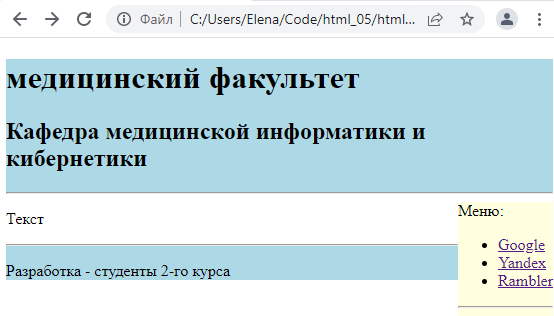 Файл C:/Users/Elena/Code/html_05/html...
медицинский факультет
Кафедра медицинской информатики и
кибернетики
Текст
Меню:
Google
Yandex
Rambler
Разработка - студенты 2-го курса